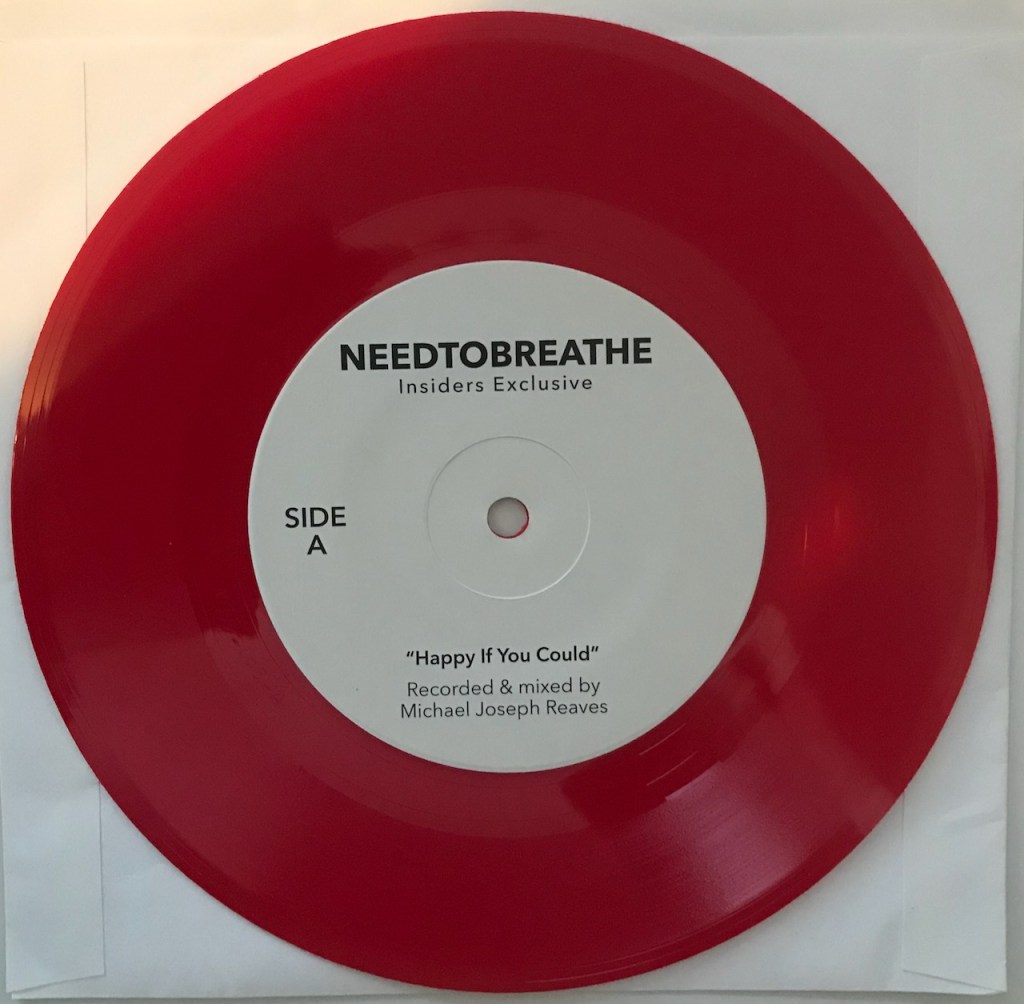 NEEDTOBREATHE
Insiders Exclusive
SIDE
A
“Happy If You Could”
Recorded & mixed by
Michael Joseph Reaves